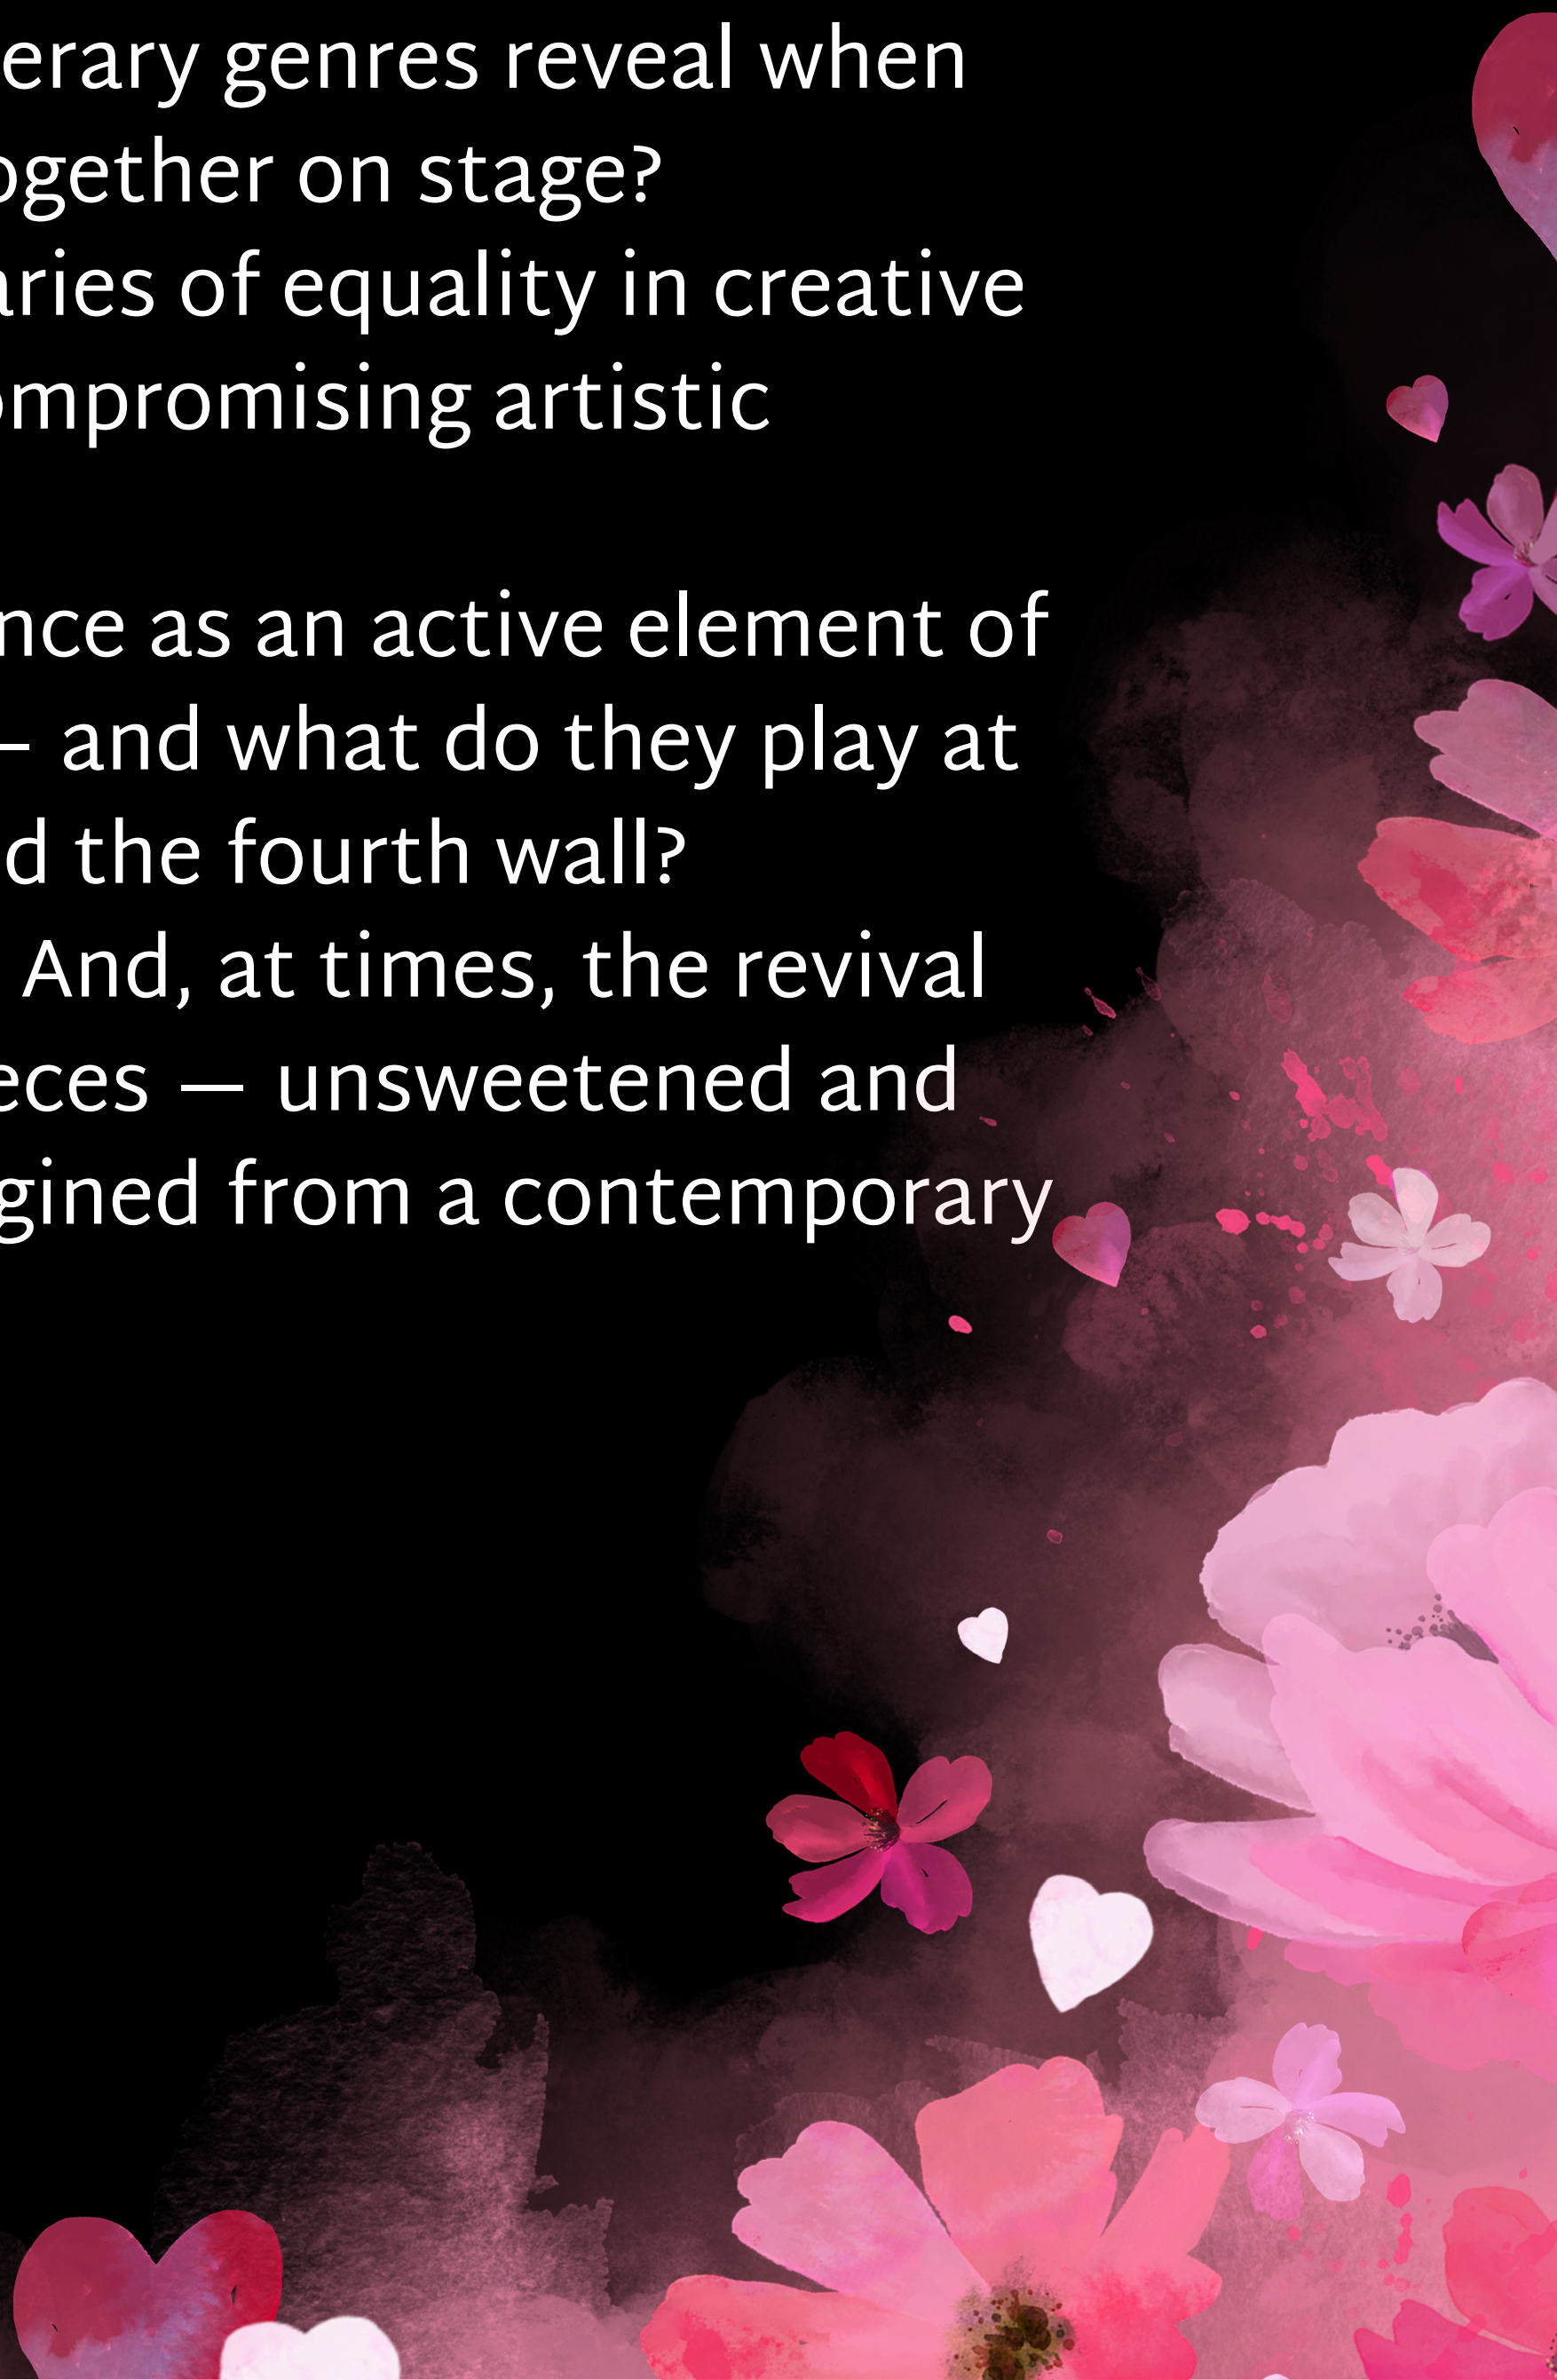 erary genres reveal when
ogether on stage?
aries of equality in creative
ompromising artistic
nce as an active element of
— and what do they play at
d the fourth wall?
And, at times, the revival
eces — unsweetened and
gined from a contemporary